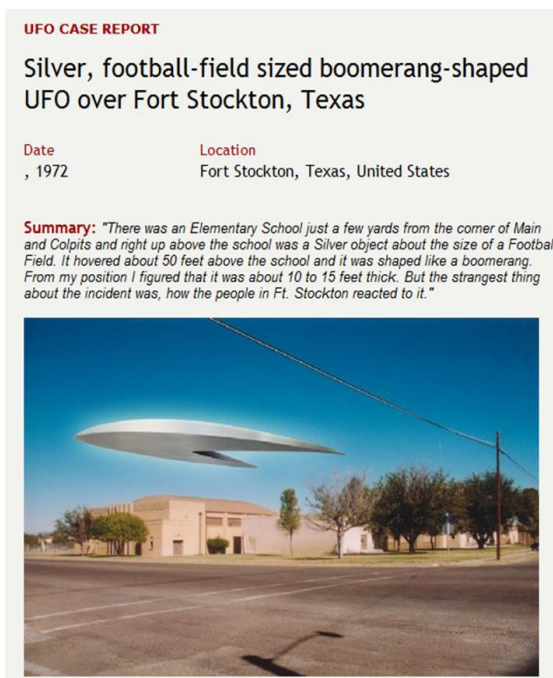 UFO CASE REPORT
Silver, football-field sized boomerang-shaped
UFO over Fort Stockton, Texas
Date
Location
, 1972
Fort Stockton, Texas, United States
Summary: "There was an Elementary School just a few yards from the corner of Main
and Colpits and right up above the school was a Silver object about the size of a Footbal
Field. It hovered about 50 feet above the school and it was shaped like a boomerang.
From my position I figured that it was about 10 to 15 feet thick. But the strangest thing
about the incident was, how the people in Ft. Stockton reacted to it."